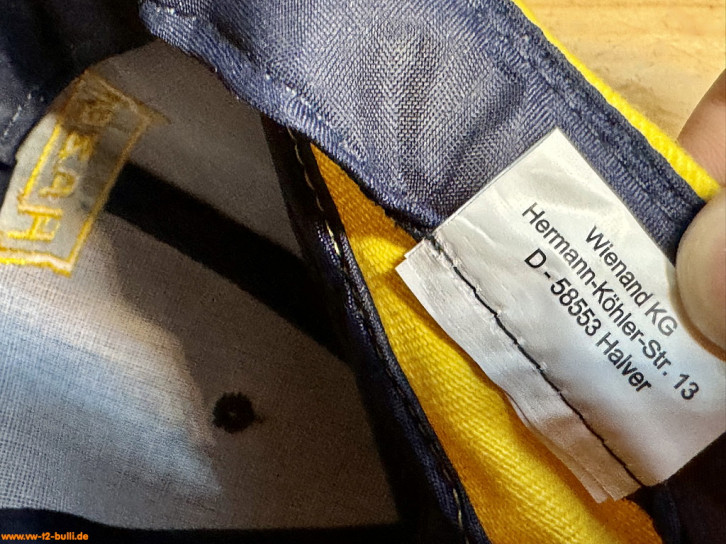 Wienand KG
Hermann-Köhler-Str. 13
D - 58553 Halver
www.vw-t2-bulli.de